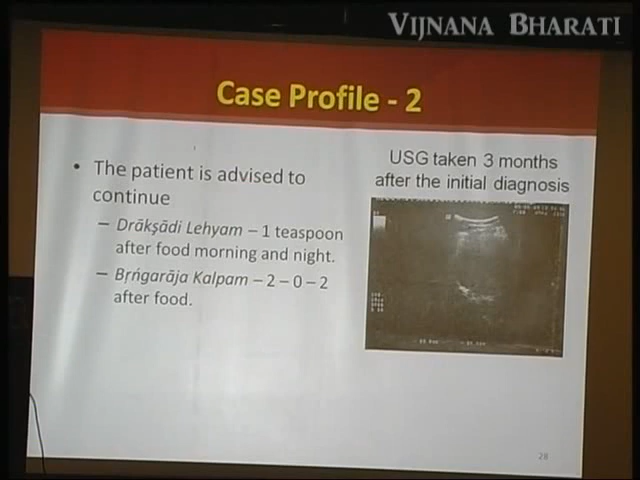 VIJNANA BHARATI
Case Profile - 2
• The patient is advised to
continue
– Drākṣādi Lehyam – 1 teaspoon
after food morning and night.
– Bṛṅgarāja Kalpam – 2 – 0 – 2
after food.
USG taken 3 months
after the initial diagnosis
28